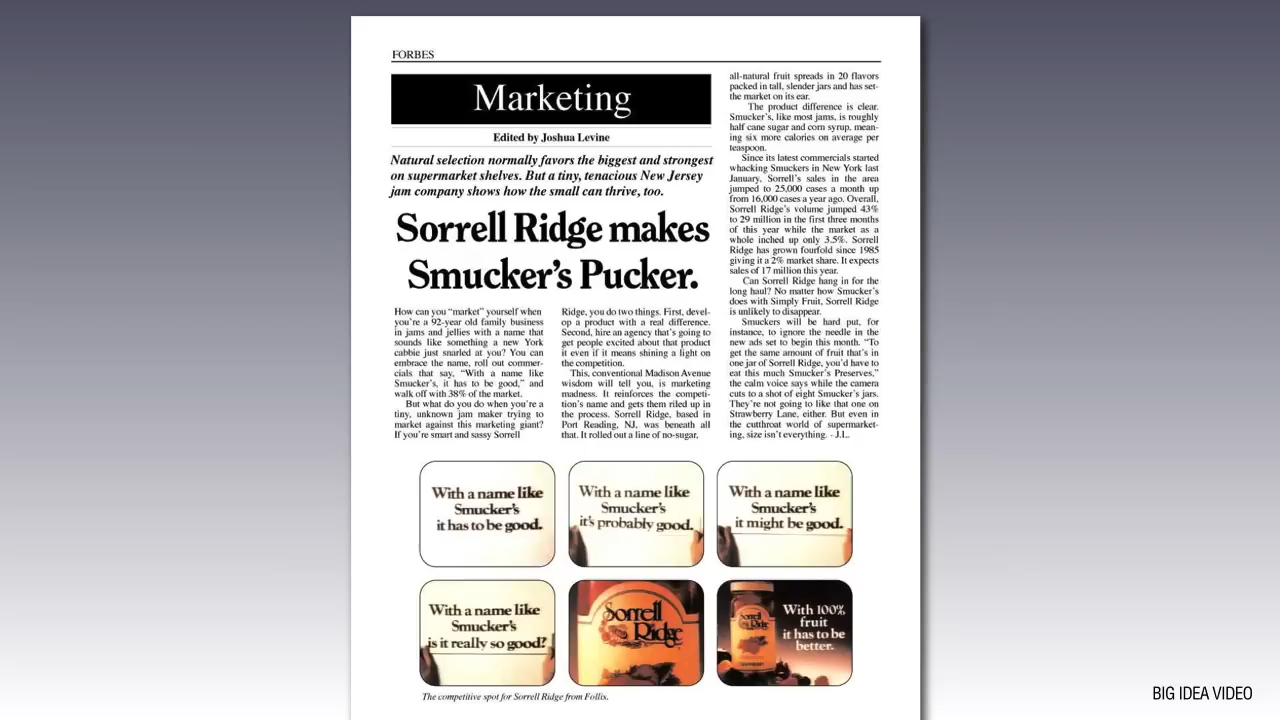 FORBES
Marketing
Edited by Joshua Levine
Natural selection normally favors the biggest and strongest
on supermarket shelves. But a tiny, tenacious New Jersey
jam company shows how the small can thrive, too.
Sorrell Ridge makes
Smucker's Pucker.
How can you “market” yourself when
you're a 92-year old family business
in jams and jellies with a name that
sounds like something a new York
cabbie just snarled at you? You can
embrace the name, roll out commer-
cials that say, “With a name like
Smucker's, it has to be good,” and
walk off with 38% of the market.
But what do you do when you're a
tiny, unknown jam maker trying to
market against this marketing giant?
If you're smart and sassy Sorrell
Ridge, you do two things. First, devel-
op a product with a real difference.
Second, hire an agency that's going to
get people excited about that product
it even if it means shining a light on
the competition.
This, conventional Madison Avenue
wisdom will tell you, is marketing
madness. It reinforces the competi-
tion's name and gets them riled up in
the process. Sorrell Ridge, based in
Port Reading, NJ, was beneath all
that. It rolled out a line of no-sugar,
all-natural fruit spreads in 20 flavors
packed in tall, slender jars and has set-
the market on its ear.
The product difference is clear.
Smucker's, like most jams, is roughly
half cane sugar and corn syrup, mean-
ing six more calories on average per
teaspoon.
Since its latest commercials started
whacking Smuckers in New York last
January, Sorrell's sales in the area
jumped to 25,000 cases a month up
from 16,000 cases a year ago. Overall,
Sorrell Ridge's volume jumped 43%
to 29 million in the first three months
of this year while the market as a
whole inched up only 3.5%. Sorrell
Ridge has grown fourfold since 1985
giving it a 2% market share. It expects
sales of 17 million this year.
Can Sorrell Ridge hang in for the
long haul? No matter how Smucker's
does with Simply Fruit, Sorrell Ridge
is unlikely to disappear.
Smuckers will be hard put, for
instance, to ignore the needle in the
new ads set to begin this month. “To
get the same amount of fruit that's in
one jar of Sorrell Ridge, you'd have to
eat this much Smucker's Preserves,”
the calm voice says while the camera
cuts to a shot of eight Smucker's jars.
They're not going to like that one on
Strawberry Lane, either. But even in
the cutthroat world of supermarket-
ing, size isn't everything. - J.L.
With a name like
Smucker's
it has to be good.
With a name like
Smucker's
it's probably good.
With a name like
Smucker's
it might be good.
With a name like
Smucker's
is it really so good?
Sorrell
Ridge
Sorrell
Ridge
With 100%
fruit
it has to be
better.
The competitive spot for Sorrell Ridge from Follis.
BIG IDEA VIDEO